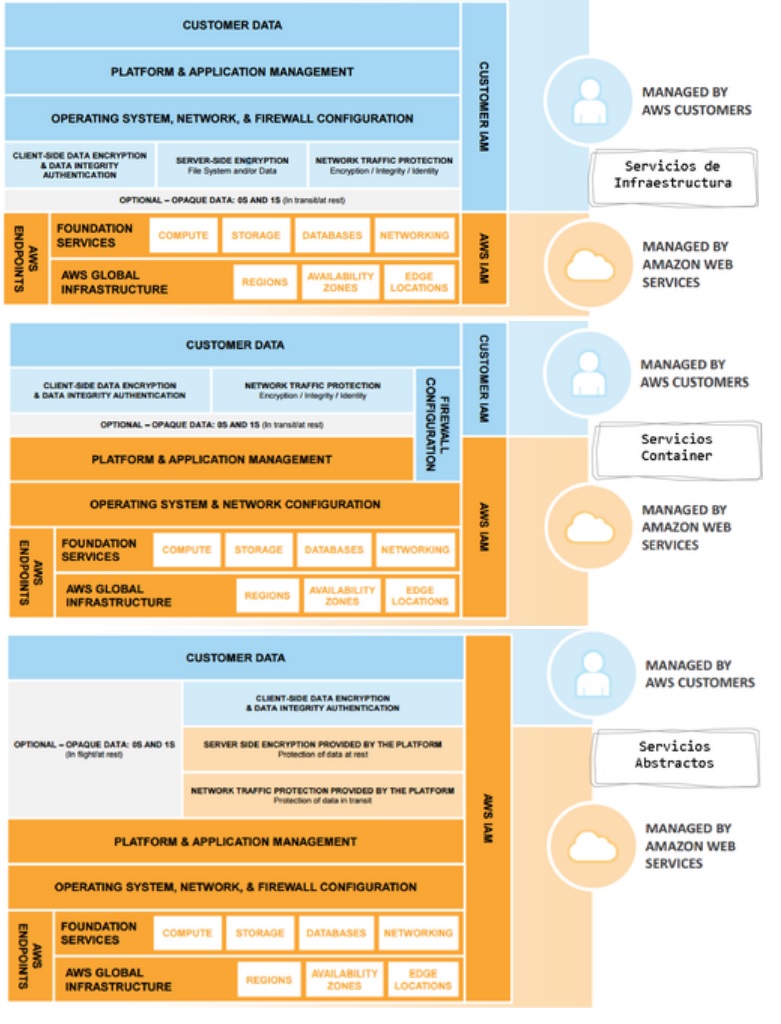 CUSTOMER DATA
PLATFORM & APPLICATION MANAGEMENT
OPERATING SYSTEM, NETWORK, & FIREWALL CONFIGURATION
CLIENT-SIDE DATA ENCRYPTION
& DATA INTEGRITY
AUTHENTICATION
SERVER-SIDE ENCRYPTION
File System and/or Data
NETWORK TRAFFIC PROTECTION
Encryption / Integrity / Identity
OPTIONAL – OPAQUE DATA: 0S AND 1S (In transit/at rest)
CUSTOMER IAM
AWS
ENDPOINTS
FOUNDATION
SERVICES
COMPUTE
STORAGE
DATABASES
NETWORKING
AWS GLOBAL
INFRASTRUCTURE
REGIONS
AVAILABILITY
ZONES
EDGE
LOCATIONS
AWS IAM
MANAGED BY
AWS CUSTOMERS
Servicios de
Infraestructura
MANAGED BY
AMAZON WEB
SERVICES
CUSTOMER DATA
CLIENT-SIDE DATA ENCRYPTION
& DATA INTEGRITY AUTHENTICATION
NETWORK TRAFFIC PROTECTION
Encryption / Integrity / Identity
OPTIONAL – OPAQUE DATA: 0S AND 1S (In transit/at rest)
FIREWALL
CONFIGURATION
CUSTOMER IAM
PLATFORM & APPLICATION MANAGEMENT
OPERATING SYSTEM & NETWORK CONFIGURATION
AWS
ENDPOINTS
FOUNDATION
SERVICES
COMPUTE
STORAGE
DATABASES
NETWORKING
AWS GLOBAL
INFRASTRUCTURE
REGIONS
AVAILABILITY
ZONES
EDGE
LOCATIONS
AWS IAM
MANAGED BY
AWS CUSTOMERS
Servicios
Container
MANAGED BY
AMAZON WEB
SERVICES
CUSTOMER DATA
OPTIONAL – OPAQUE DATA: 0S AND 1S
(In flight/at rest)
CLIENT-SIDE DATA ENCRYPTION
& DATA INTEGRITY AUTHENTICATION
SERVER SIDE ENCRYPTION PROVIDED BY THE PLATFORM
Protection of data at rest
NETWORK TRAFFIC PROTECTION PROVIDED BY THE PLATFORM
Protection of data in transit
PLATFORM & APPLICATION MANAGEMENT
OPERATING SYSTEM, NETWORK, & FIREWALL CONFIGURATION
AWS
ENDPOINTS
FOUNDATION
SERVICES
COMPUTE
STORAGE
DATABASES
NETWORKING
AWS GLOBAL
INFRASTRUCTURE
REGIONS
AVAILABILITY
ZONES
EDGE
LOCATIONS
AWS IAM
MANAGED BY
AWS CUSTOMERS
Servicios
Abstractos
MANAGED BY
AMAZON WEB
SERVICES